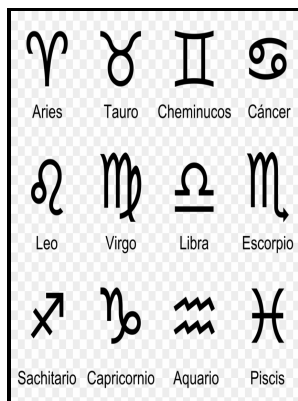 Aries Tauro Cheminucos Cáncer
Leo Virgo Libra Escorpio
Sachitario Capricornio Aquario Piscis